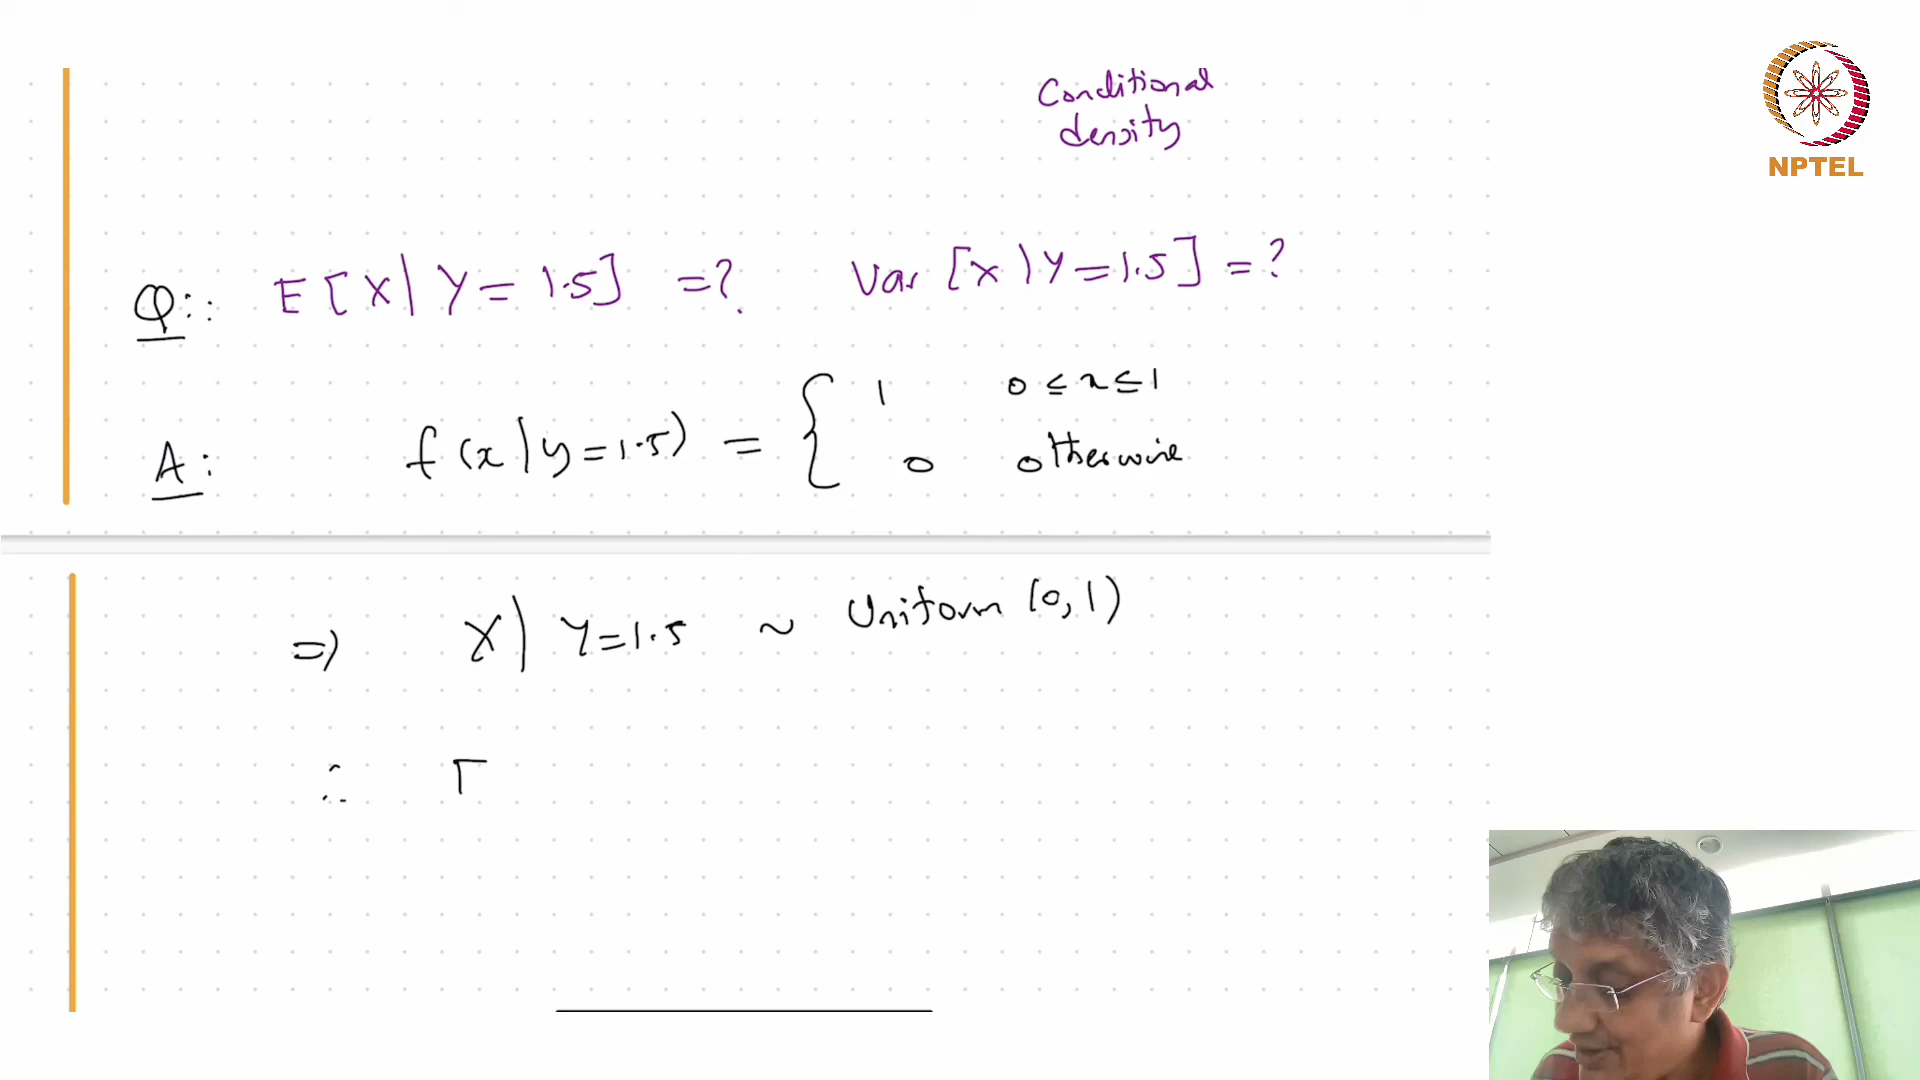 Conditional
density
NPTEL
Q:: E[X|Y=1.5] =? Var[X|Y=1.5] =?
A: f(x|y=1.5) = { 1 0 ≤ x ≤ 1
0 otherwise
=) X| Y=1.5 ~ Uniform (0,1)
∴